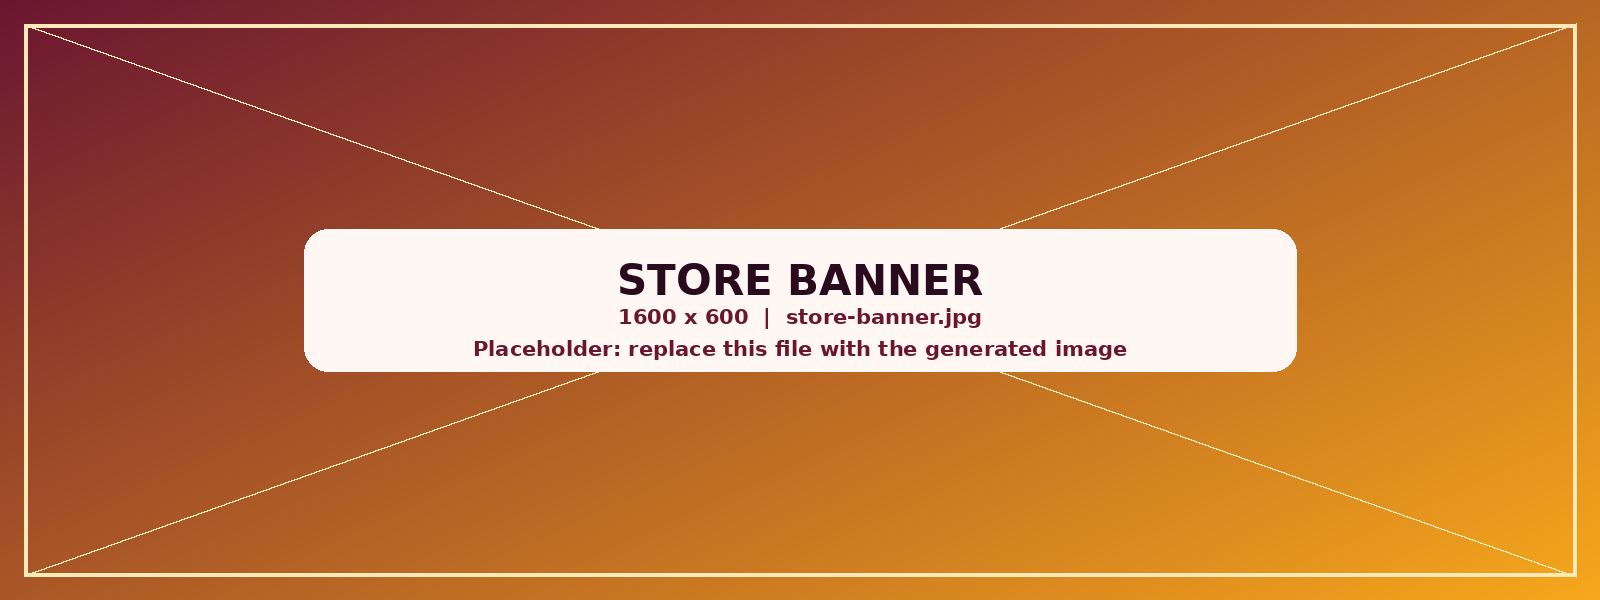 STORE BANNER
1600 x 600 | store-banner.jpg
Placeholder: replace this file with the generated image